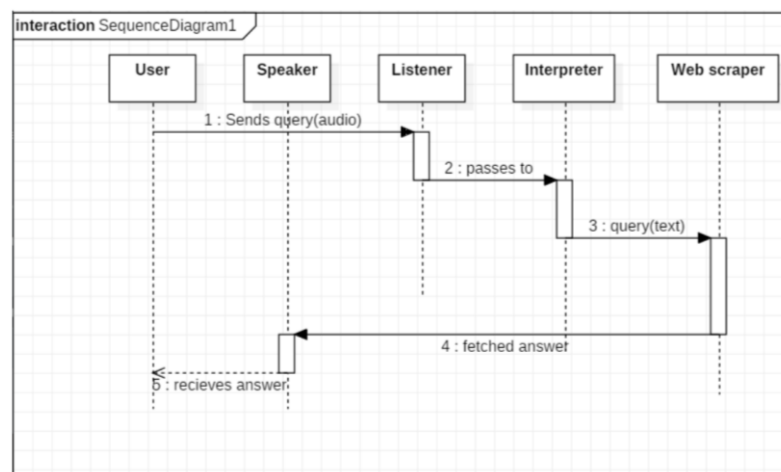 interaction SequenceDiagram1
User
Speaker
Listener
Interpreter
Web scraper
1 : Sends query(audio)
2 : passes to
3 : query(text)
4 : fetched answer
5 : recieves answer